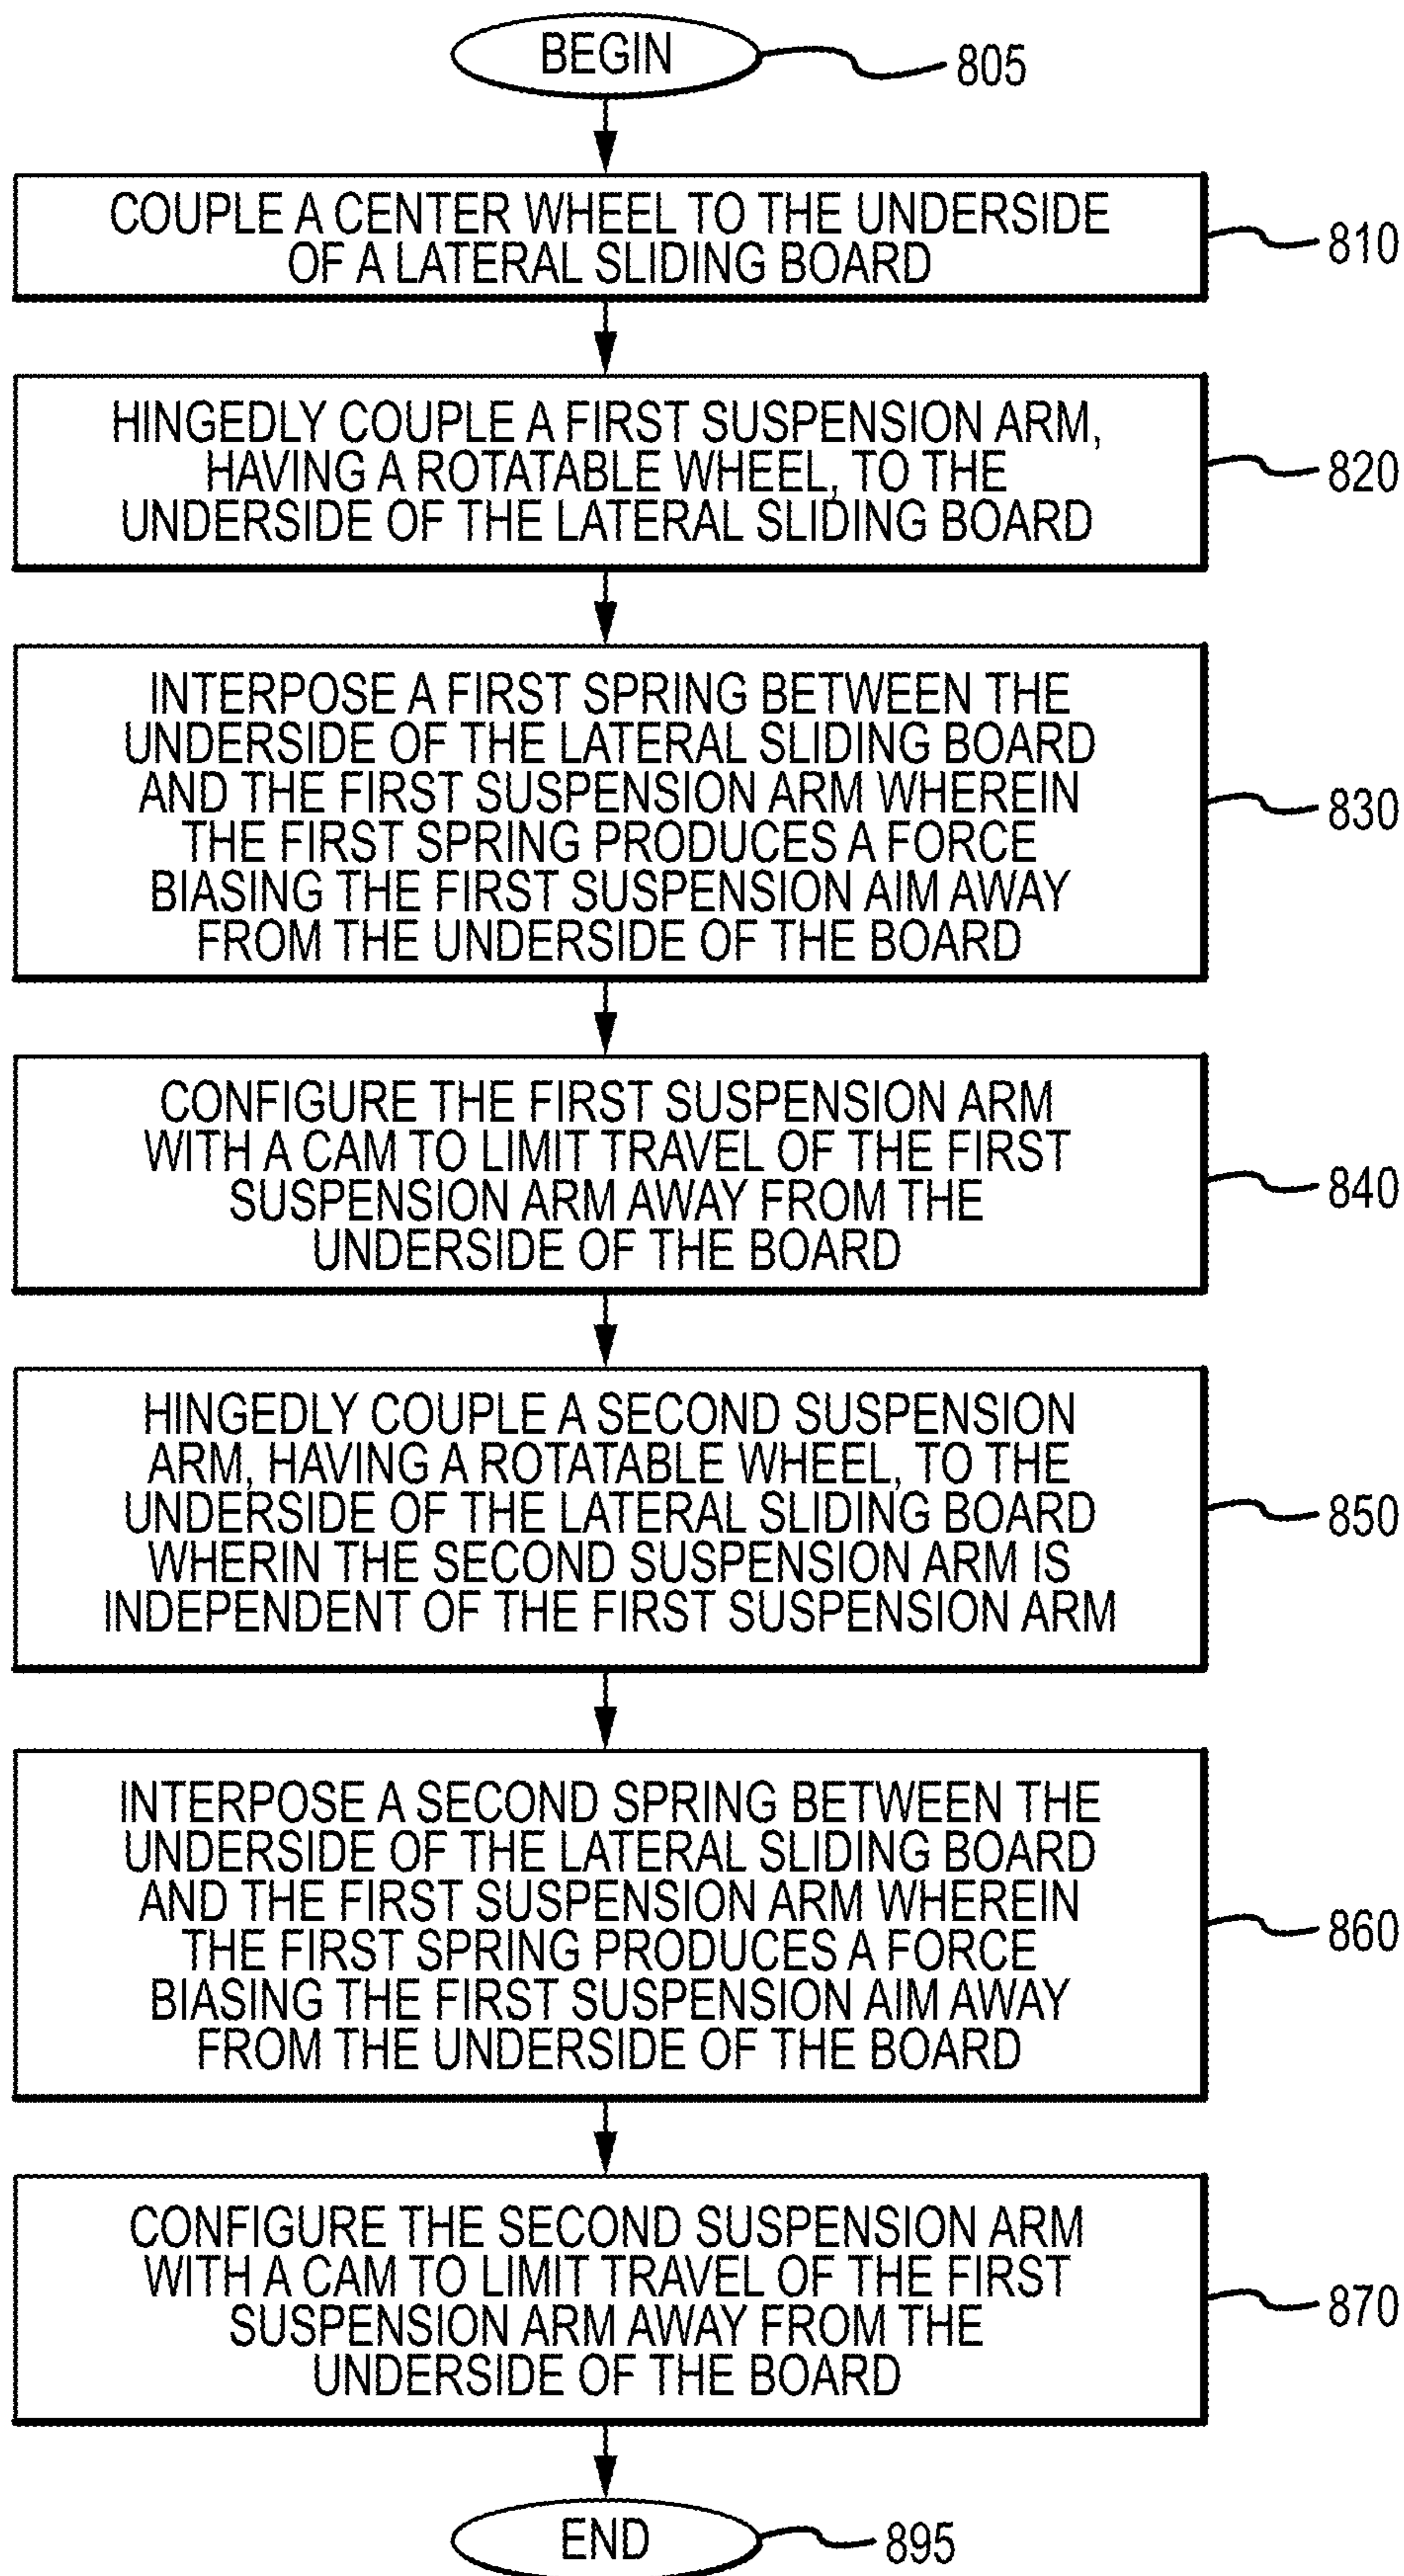 BEGIN
805
COUPLE A CENTER WHEEL TO THE UNDERSIDE
OF A LATERAL SLIDING BOARD
810
HINGEDLY COUPLE A FIRST SUSPENSION ARM,
HAVING A ROTATABLE WHEEL, TO THE
UNDERSIDE OF THE LATERAL SLIDING BOARD
820
INTERPOSE A FIRST SPRING BETWEEN THE
UNDERSIDE OF THE LATERAL SLIDING BOARD
AND THE FIRST SUSPENSION ARM WHEREIN
THE FIRST SPRING PRODUCES A FORCE
BIASING THE FIRST SUSPENSION AIM AWAY
FROM THE UNDERSIDE OF THE BOARD
830
CONFIGURE THE FIRST SUSPENSION ARM
WITH A CAM TO LIMIT TRAVEL OF THE FIRST
SUSPENSION ARM AWAY FROM THE
UNDERSIDE OF THE BOARD
840
HINGEDLY COUPLE A SECOND SUSPENSION
ARM, HAVING A ROTATABLE WHEEL, TO THE
UNDERSIDE OF THE LATERAL SLIDING BOARD
WHERIN THE SECOND SUSPENSION ARM IS
INDEPENDENT OF THE FIRST SUSPENSION ARM
850
INTERPOSE A SECOND SPRING BETWEEN THE
UNDERSIDE OF THE LATERAL SLIDING BOARD
AND THE FIRST SUSPENSION ARM WHEREIN
THE FIRST SPRING PRODUCES A FORCE
BIASING THE FIRST SUSPENSION AIM AWAY
FROM THE UNDERSIDE OF THE BOARD
860
CONFIGURE THE SECOND SUSPENSION ARM
WITH A CAM TO LIMIT TRAVEL OF THE FIRST
SUSPENSION ARM AWAY FROM THE
UNDERSIDE OF THE BOARD
870
END
895